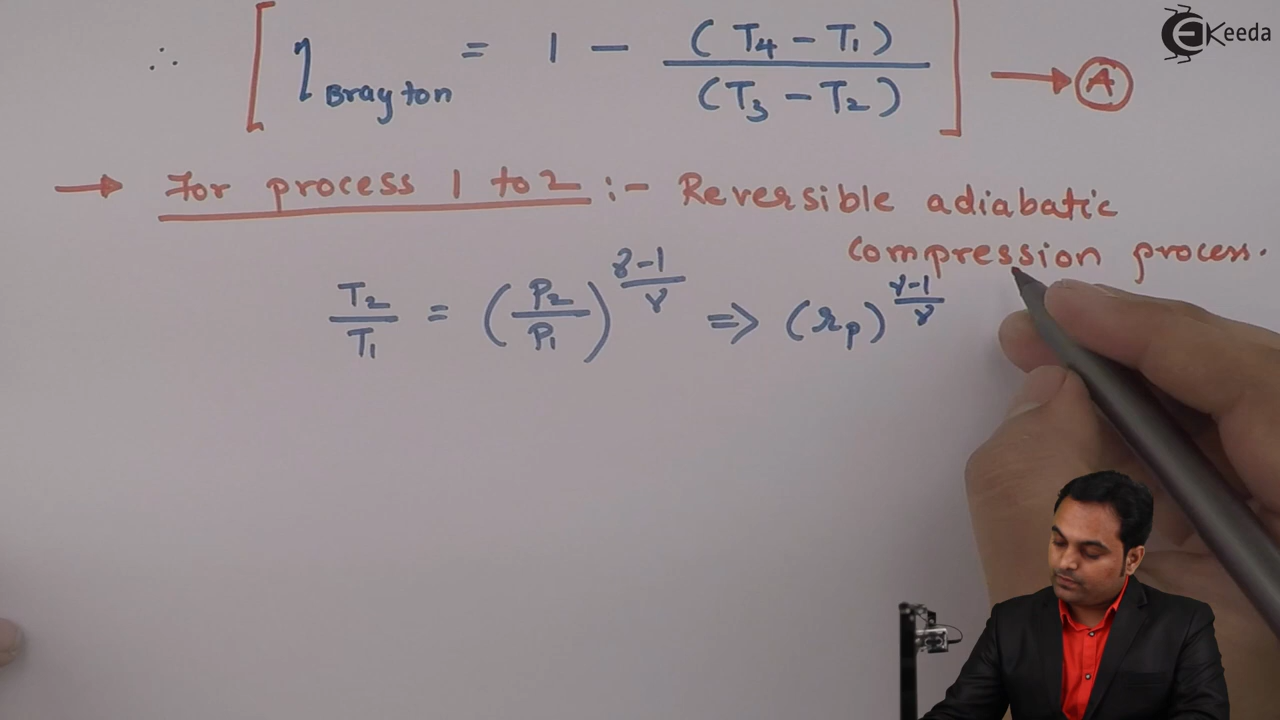 Ekeeda
∴ [ η Brayton = 1 - (T4 - T1) / (T3 - T2) ] → Ⓐ
→ For process 1 to 2 :- Reversible adiabatic
compression process.
T2/T1 = (P2/P1)^(γ-1/γ) => (rp)^(γ-1/γ)